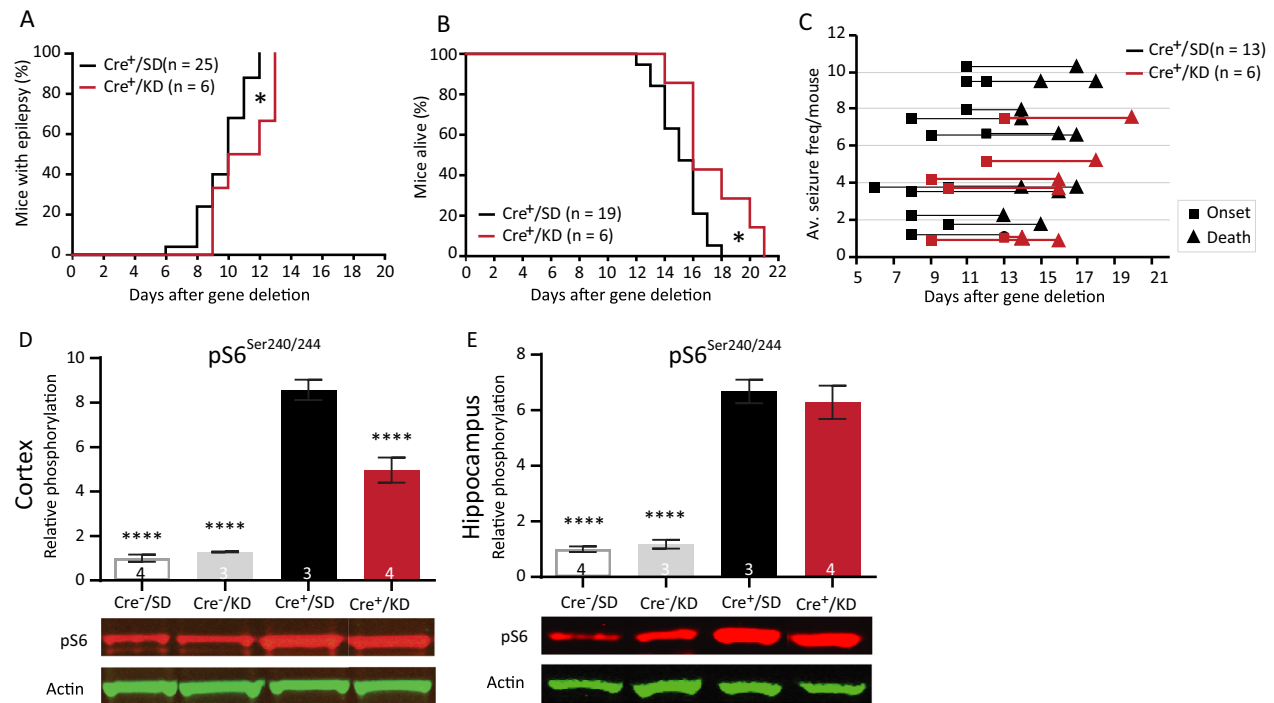 A
Mice with epilepsy (%)
100
80
60
40
20
0
Cre+/SD(n = 25)
Cre+/KD (n = 6)
*
0 2 4 6 8 10 12 14 16 18 20
Days after gene deletion
B
Mice alive (%)
100
80
60
40
20
0
Cre+/SD (n = 19)
Cre+/KD (n = 6)
*
0 2 4 6 8 10 12 14 16 18 20 22
Days after gene deletion
C
Av. seizure freq/mouse
12
10
8
6
4
2
0
Cre+/SD(n = 13)
Cre+/KD (n = 6)
Onset
Death
5 7 9 11 13 15 17 19 21
Days after gene deletion
D
pS6Ser240/244
Cortex
Relative phosphorylation
10
8
6
4
2
0
**** **** ****
4 3 3 4
Cre-/SD Cre-/KD Cre+/SD Cre+/KD
pS6
Actin
E
pS6Ser240/244
Hippocampus
Relative phosphorylation
8
6
4
2
0
**** ****
4 3 3 4
Cre-/SD Cre-/KD Cre+/SD Cre+/KD
pS6
Actin